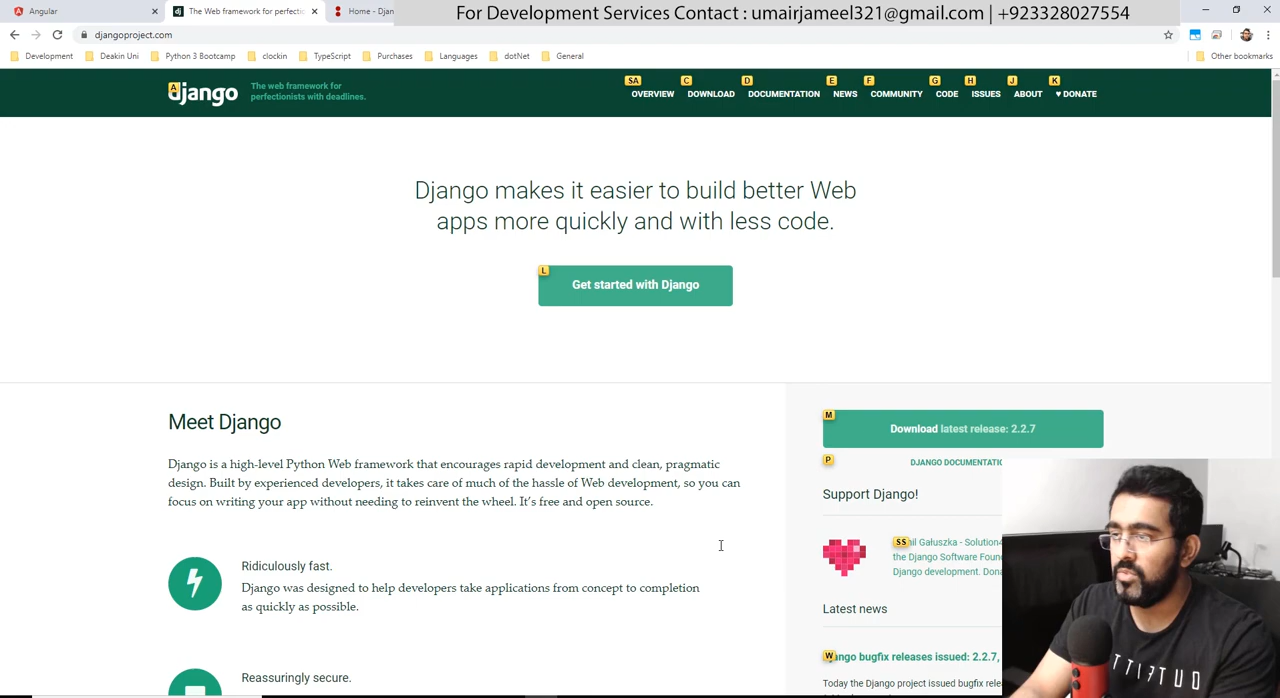 Angular
The Web framework for perfectio
Home - Djan
For Development Services Contact : umairjameel321@gmail.com | +923328027554
djangoproject.com
Development
Deakin Uni
Python 3 Bootcamp
clockin
TypeScript
Purchases
Languages
dotNet
General
Other bookmarks
A
django
The web framework for
perfectionists with deadlines.
SA
C
D
E
F
G
H
J
K
OVERVIEW
DOWNLOAD
DOCUMENTATION
NEWS
COMMUNITY
CODE
ISSUES
ABOUT
♥ DONATE
Django makes it easier to build better Web
apps more quickly and with less code.
L
Get started with Django
Meet Django
Django is a high-level Python Web framework that encourages rapid development and clean, pragmatic
design. Built by experienced developers, it takes care of much of the hassle of Web development, so you can
focus on writing your app without needing to reinvent the wheel. It's free and open source.
Ridiculously fast.
Django was designed to help developers take applications from concept to completion
as quickly as possible.
Reassuringly secure.
M
Download latest release: 2.2.7
P
DJANGO DOCUMENTATIO
Support Django!
SS
il Gałuszka - Solution4
the Django Software Foun
Django development. Dona
Latest news
W
ango bugfix releases issued: 2.2.7,
Today the Django project issued bugfix rele
OUTFITT